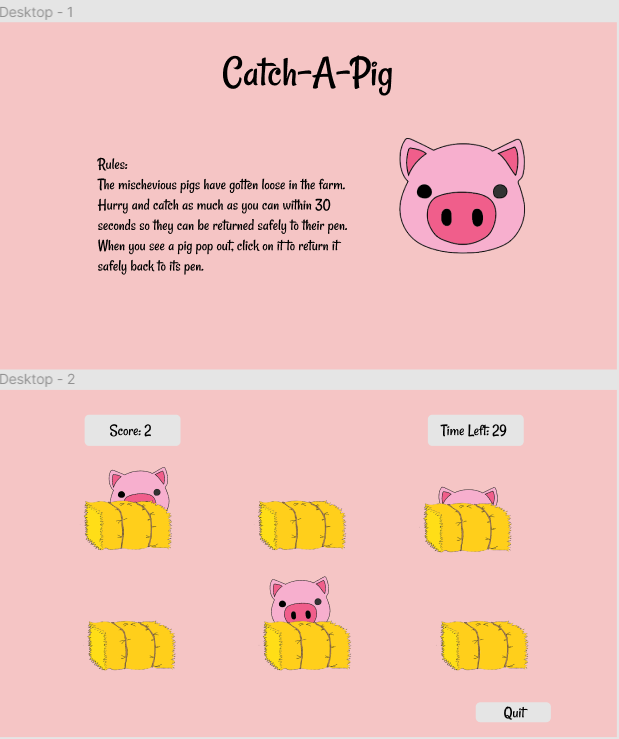 Desktop - 1
Catch-A-Pig
Rules:
The mischevious pigs have gotten loose in the farm.
Hurry and catch as much as you can within 30
seconds so they can be returned safely to their pen.
When you see a pig pop out, click on it to return it
safely back to its pen.
Desktop - 2
Score: 2
Time Left: 29
Quit